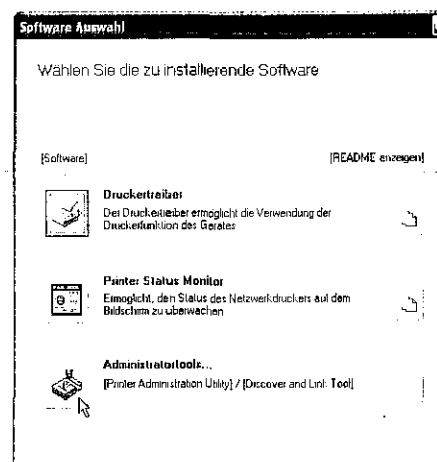 Software Auswahl
Wählen Sie die zu installierende Software
[Software] [README anzeigen]
Druckertreiber
Der Druckertreiber ermöglicht die Verwendung der
Druckerfunktion des Gerätes
Printer Status Monitor
Ermöglicht, den Status des Netzwerkdruckers auf dem
Bildschirm zu überwachen
Administratortools...
[Printer Administration Utility] / [Discover and Link Tool]